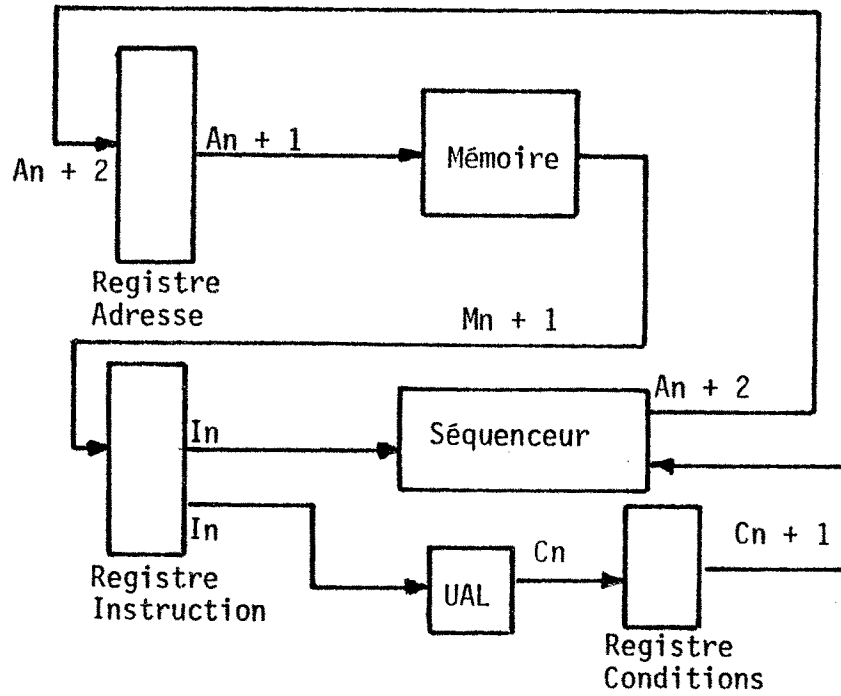 An + 1
Mémoire
An + 2
Registre
Adresse
Mn + 1
An + 2
In
Séquenceur
In
Cn
Cn + 1
Registre
Instruction
UAL
Registre
Conditions